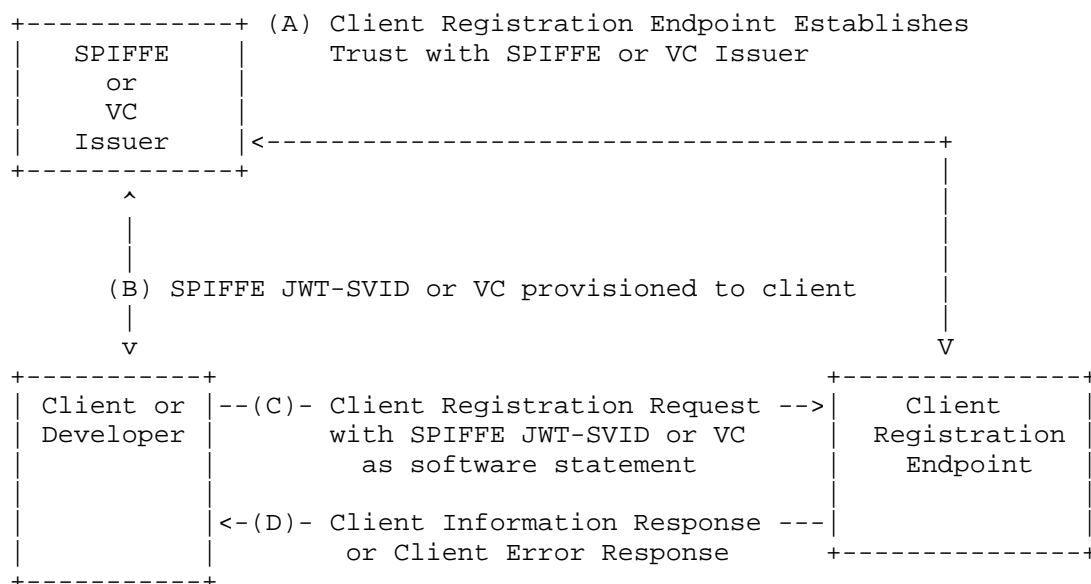 (A) Client Registration Endpoint Establishes
SPIFFE Trust with SPIFFE or VC Issuer
or
VC
Issuer
(B) SPIFFE JWT-SVID or VC provisioned to client
Client or --(C)- Client Registration Request --> Client
Developer with SPIFFE JWT-SVID or VC Registration
as software statement Endpoint
<-(D)- Client Information Response ---
or Client Error Response